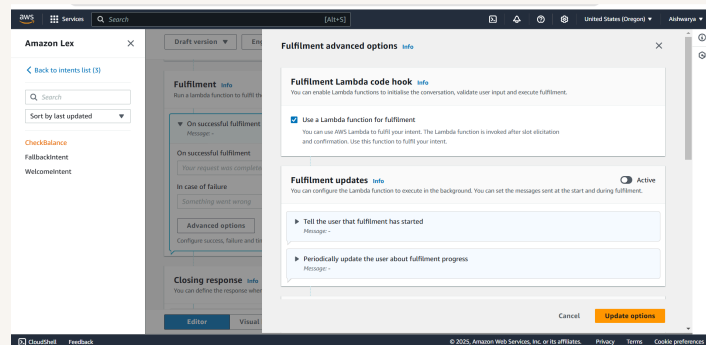 aws
Services
Search
[Alt+S]
United States (Oregon) ▼
Aishwarya ▼
Amazon Lex
Back to intents list (3)
Search
Sort by last updated
CheckBalance
FallbackIntent
WelcomeIntent
Draft version ▼
Fulfilment Info
Run a lambda function to fulfil the
On successful fulfilment
Message: –
On successful fulfilment
Your request was complete
In case of failure
Something went wrong
Advanced options
Configure success, failure and
Closing response Info
You can define the response when
Editor
Visual
Fulfilment advanced options Info
Fulfilment Lambda code hook Info
You can enable Lambda functions to initialise the conversation, validate user input and execute fulfilment.
Use a Lambda function for fulfilment
You can use AWS Lambda to fulfil your intent. The Lambda function is invoked after slot elicitation
and confirmation. Use this function to fulfil your intent.
Fulfilment updates Info
Active
You can configure the Lambda function to execute in the background. You can set the messages sent at the start and during fulfilment.
Tell the user that fulfilment has started
Message: –
Periodically update the user about fulfilment progress
Message: –
Cancel
Update options
CloudShell
Feedback
© 2025, Amazon Web Services, Inc. or its affiliates.
Privacy
Terms
Cookie preferences